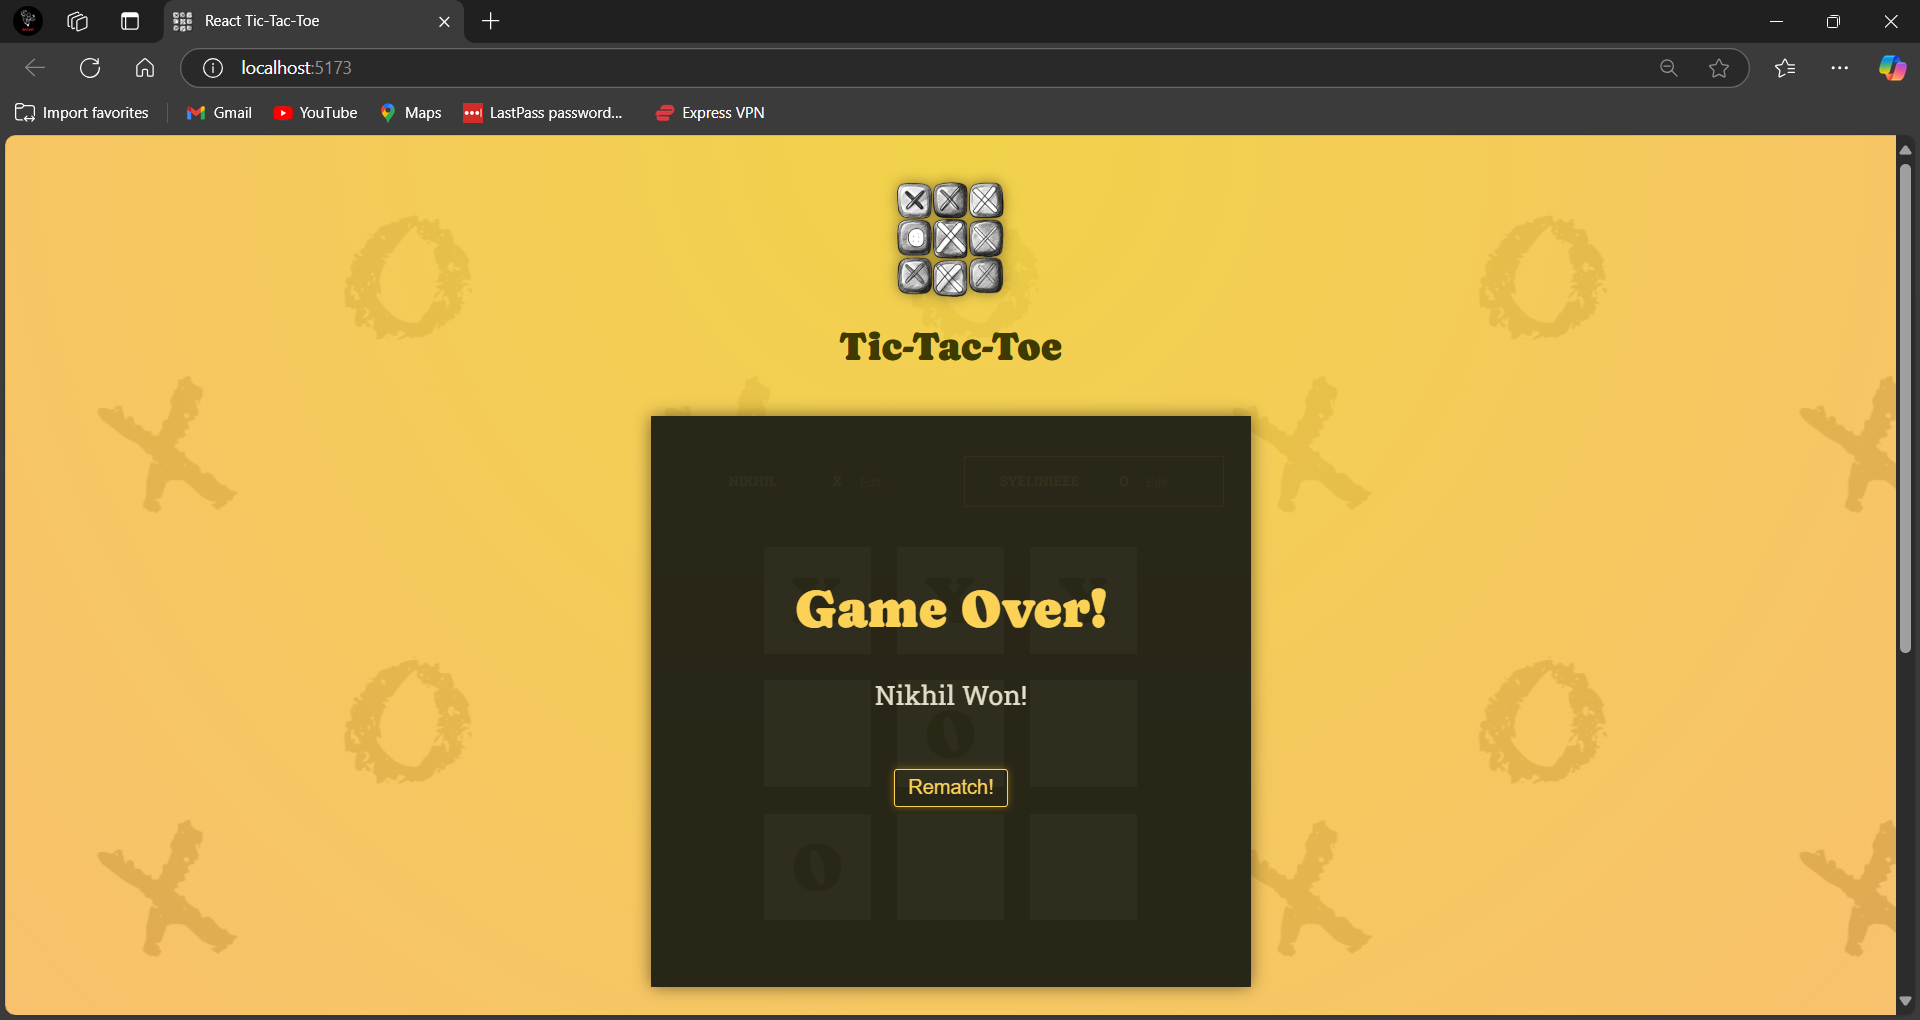 React Tic-Tac-Toe
localhost:5173
Import favorites Gmail YouTube Maps LastPass password... Express VPN
Tic-Tac-Toe
NIKHIL X Edit SYELINIEEE O Edit
X X X
Game Over!
Nikhil Won!
O
Rematch!
O